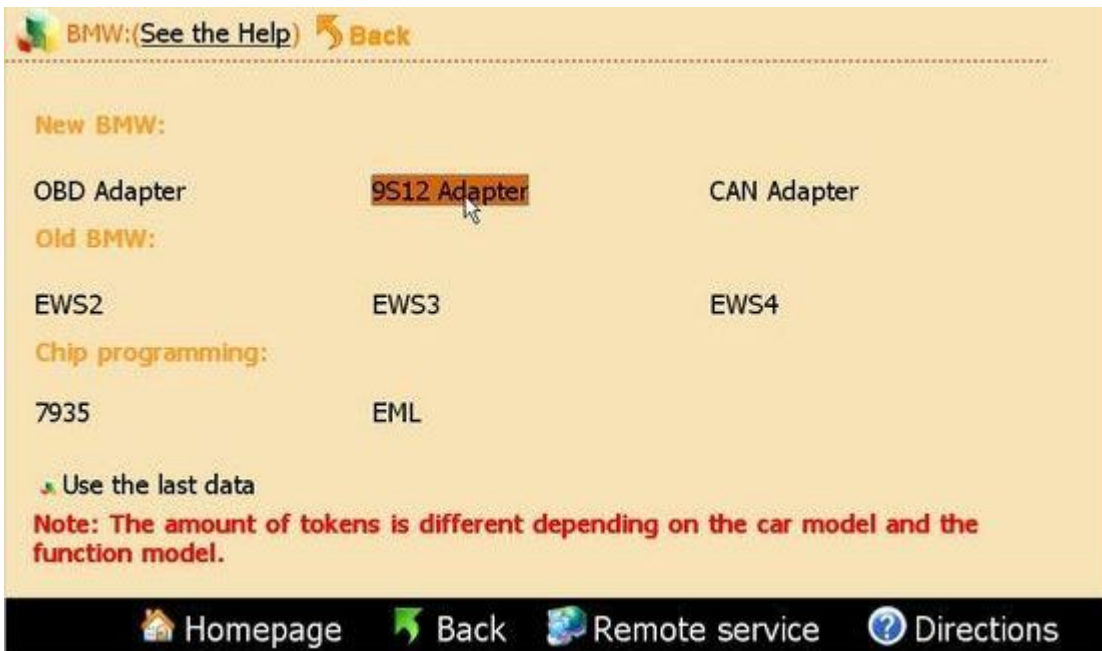 BMW:(See the Help) Back
New BMW:
OBD Adapter 9S12 Adapter CAN Adapter
Old BMW:
EWS2 EWS3 EWS4
Chip programming:
7935 EML
Use the last data
Note: The amount of tokens is different depending on the car model and the
function model.
Homepage Back Remote service Directions